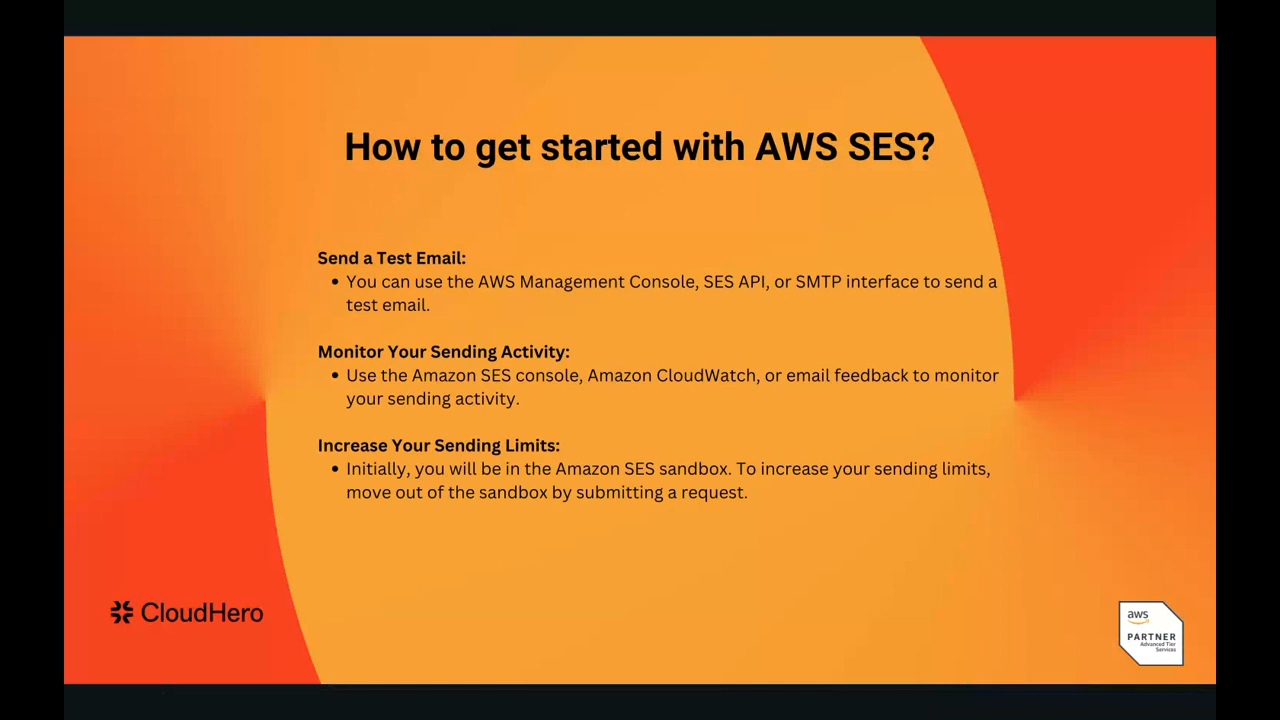 How to get started with AWS SES?
Send a Test Email:
• You can use the AWS Management Console, SES API, or SMTP interface to send a
test email.
Monitor Your Sending Activity:
• Use the Amazon SES console, Amazon CloudWatch, or email feedback to monitor
your sending activity.
Increase Your Sending Limits:
• Initially, you will be in the Amazon SES sandbox. To increase your sending limits,
move out of the sandbox by submitting a request.
CloudHero
aws
PARTNER
Advanced Tier
Services